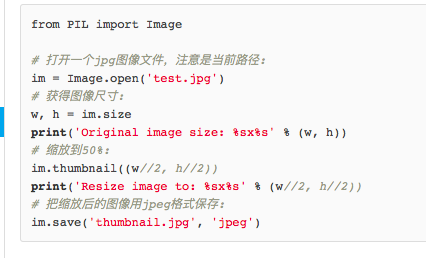 from PIL import Image
# 打开一个jpg图像文件，注意是当前路径：
im = Image.open('test.jpg')
# 获得图像尺寸：
w, h = im.size
print('Original image size: %sx%s' % (w, h))
# 缩放到50%：
im.thumbnail((w//2, h//2))
print('Resize image to: %sx%s' % (w//2, h//2))
# 把缩放后的图像用jpeg格式保存：
im.save('thumbnail.jpg', 'jpeg')